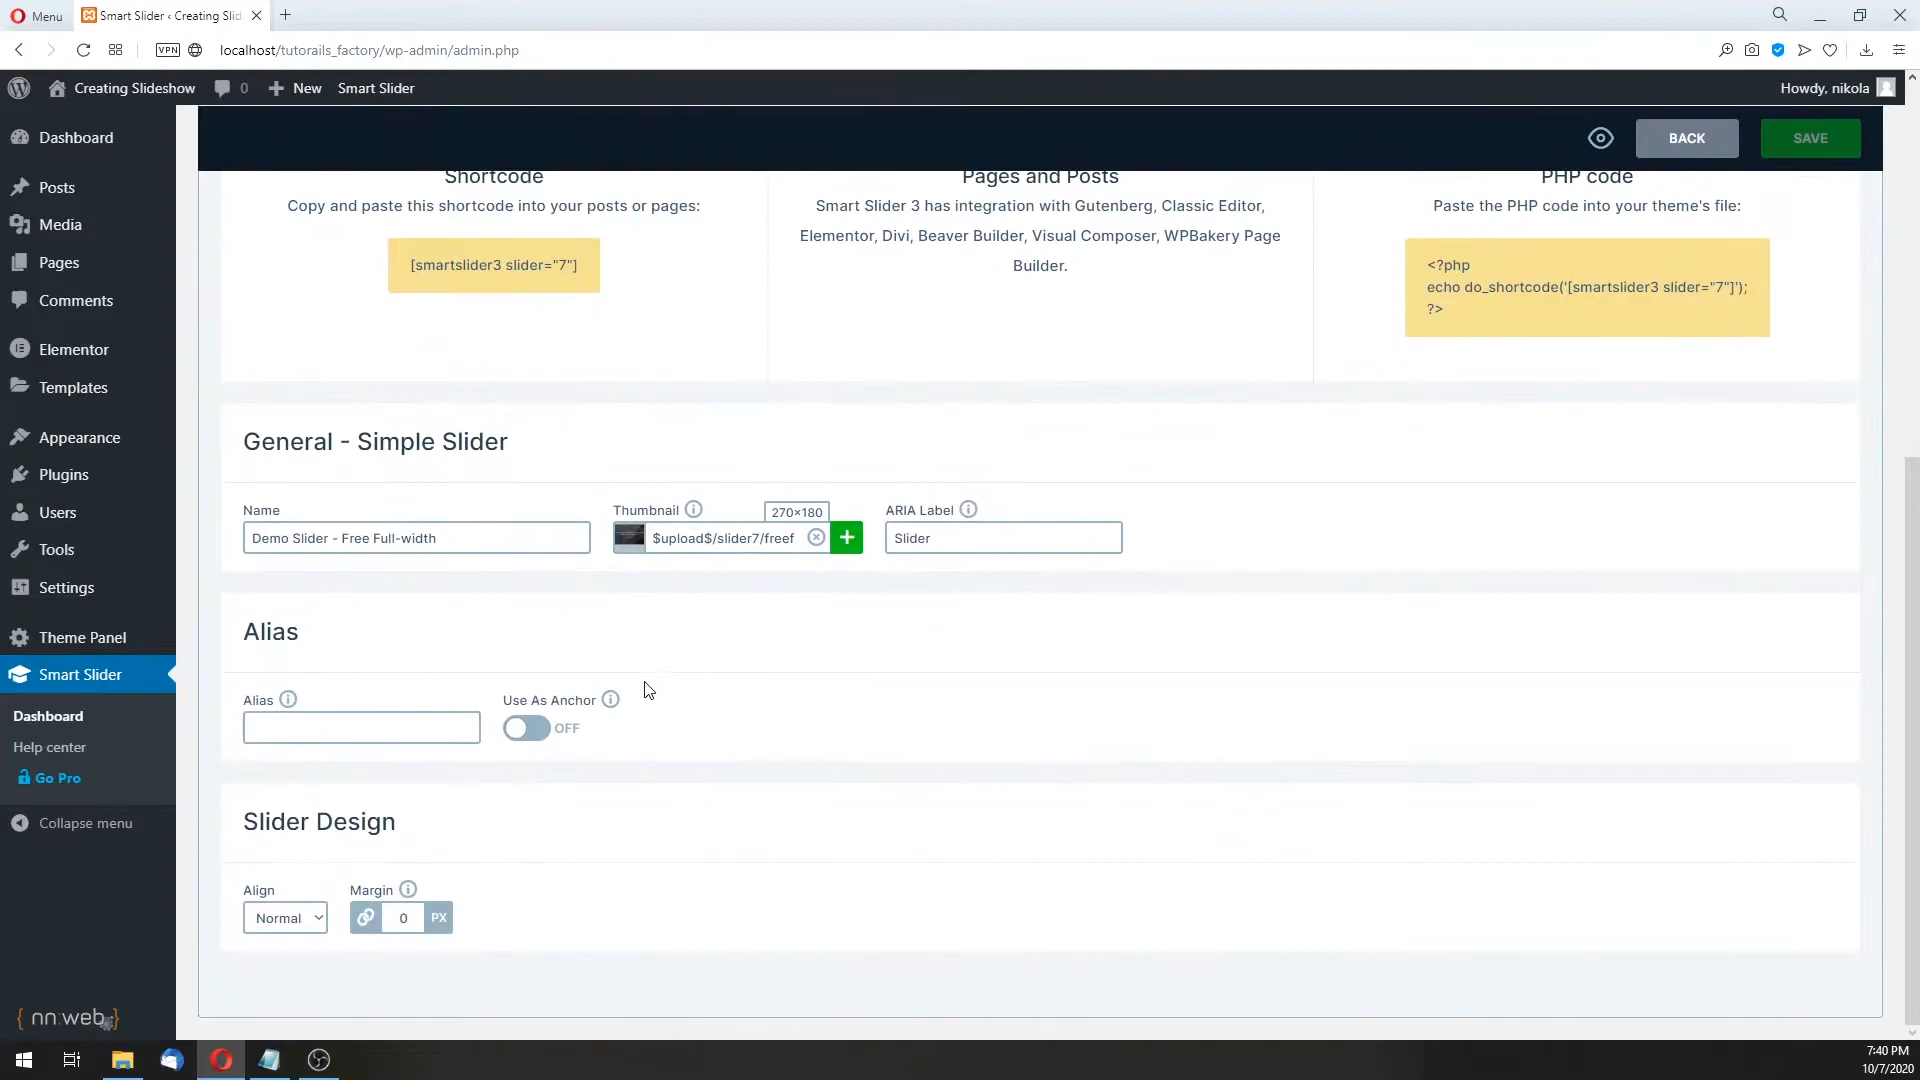 Menu
Smart Slider ‹ Creating Slid
VPN
localhost/tutorails_factory/wp-admin/admin.php
Creating Slideshow
0
New
Smart Slider
Howdy, nikola
Dashboard
Posts
Media
Pages
Comments
Elementor
Templates
Appearance
Plugins
Users
Tools
Settings
Theme Panel
Smart Slider
Dashboard
Help center
Go Pro
Collapse menu
{ nn:web }
BACK
SAVE
Shortcode
Copy and paste this shortcode into your posts or pages:
[smartslider3 slider="7"]
Pages and Posts
Smart Slider 3 has integration with Gutenberg, Classic Editor,
Elementor, Divi, Beaver Builder, Visual Composer, WPBakery Page
Builder.
PHP code
Paste the PHP code into your theme's file:
<?php
echo do_shortcode('[smartslider3 slider="7"]');
?>
General - Simple Slider
Name
Demo Slider - Free Full-width
Thumbnail
270×180
$upload$/slider7/freef
ARIA Label
Slider
Alias
Alias
Use As Anchor
OFF
Slider Design
Align
Normal
Margin
0
PX
7:40 PM
10/7/2020